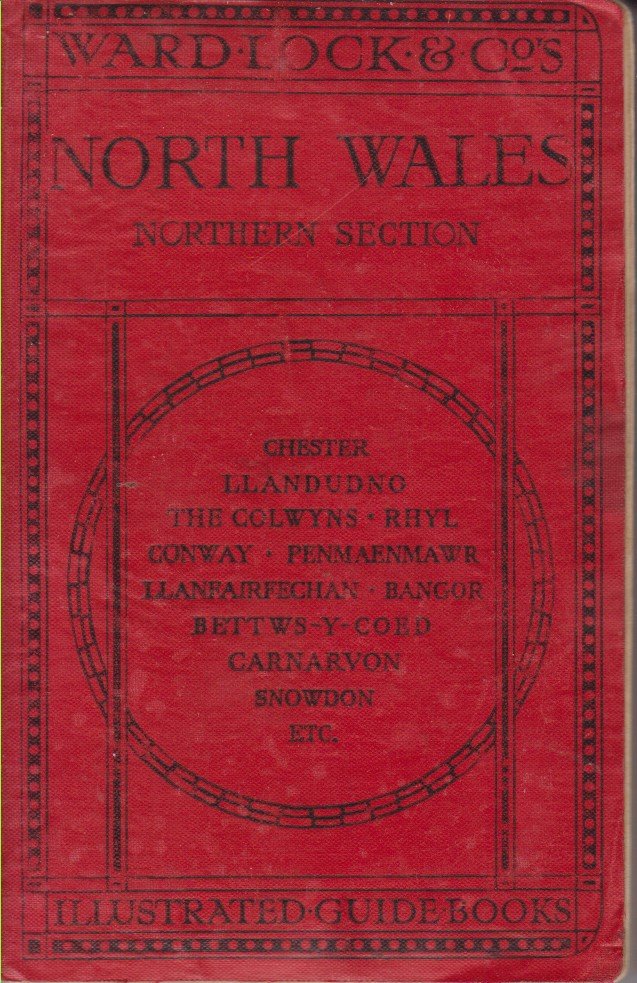 WARD·LOCK·&·CO'S
NORTH WALES
NORTHERN SECTION
CHESTER
LLANDUDNO
THE COLWYNS · RHYL
CONWAY · PENMAENMAWR
LLANFAIRFECHAN · BANGOR
BETTWS-Y-COED
CARNARVON
SNOWDON
ETC.
ILLUSTRATED·GUIDE·BOOKS